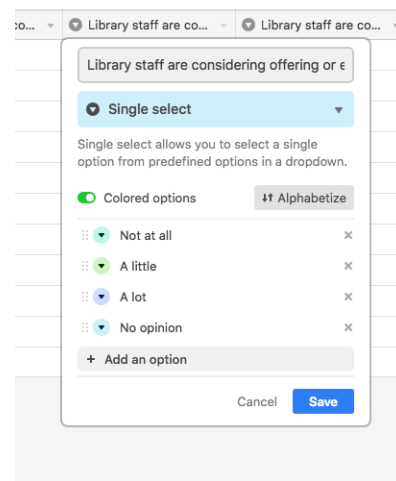 co... Library staff are co... Library staff are co...
Library staff are considering offering or e
Single select
Single select allows you to select a single
option from predefined options in a dropdown.
Colored options Alphabetize
Not at all
A little
A lot
No opinion
+ Add an option
Cancel Save